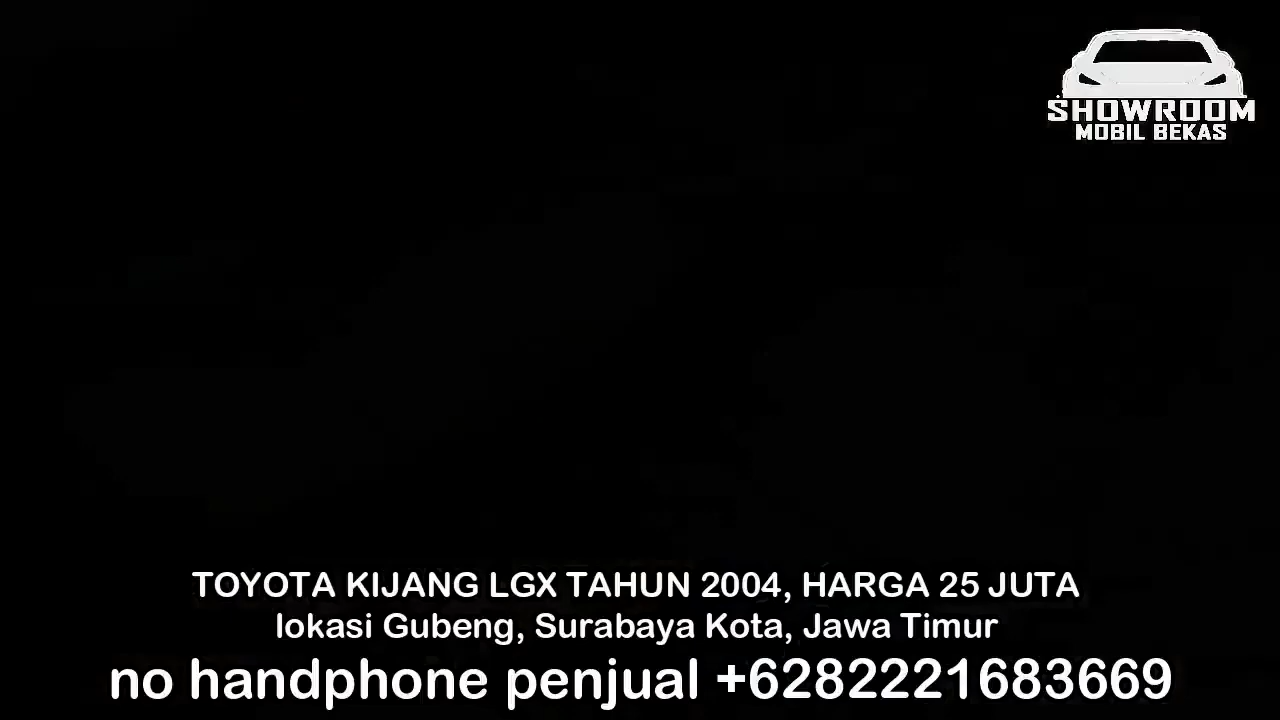 SHOWROOM
MOBIL BEKAS
TOYOTA KIJANG LGX TAHUN 2004, HARGA 25 JUTA
lokasi Gubeng, Surabaya Kota, Jawa Timur
no handphone penjual +6282221683669